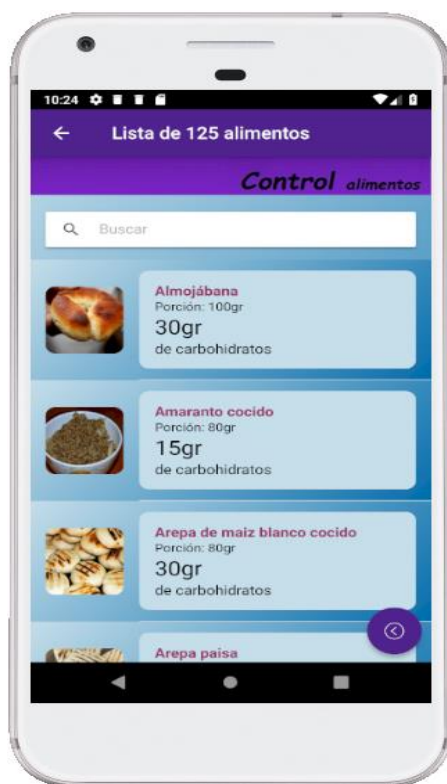 10:24
Lista de 125 alimentos
Control alimentos
Buscar
Almojábana
Porción: 100gr
30gr
de carbohidratos
Amaranto cocido
Porción: 80gr
15gr
de carbohidratos
Arepa de maiz blanco cocido
Porción: 80gr
30gr
de carbohidratos
Arepa paisa